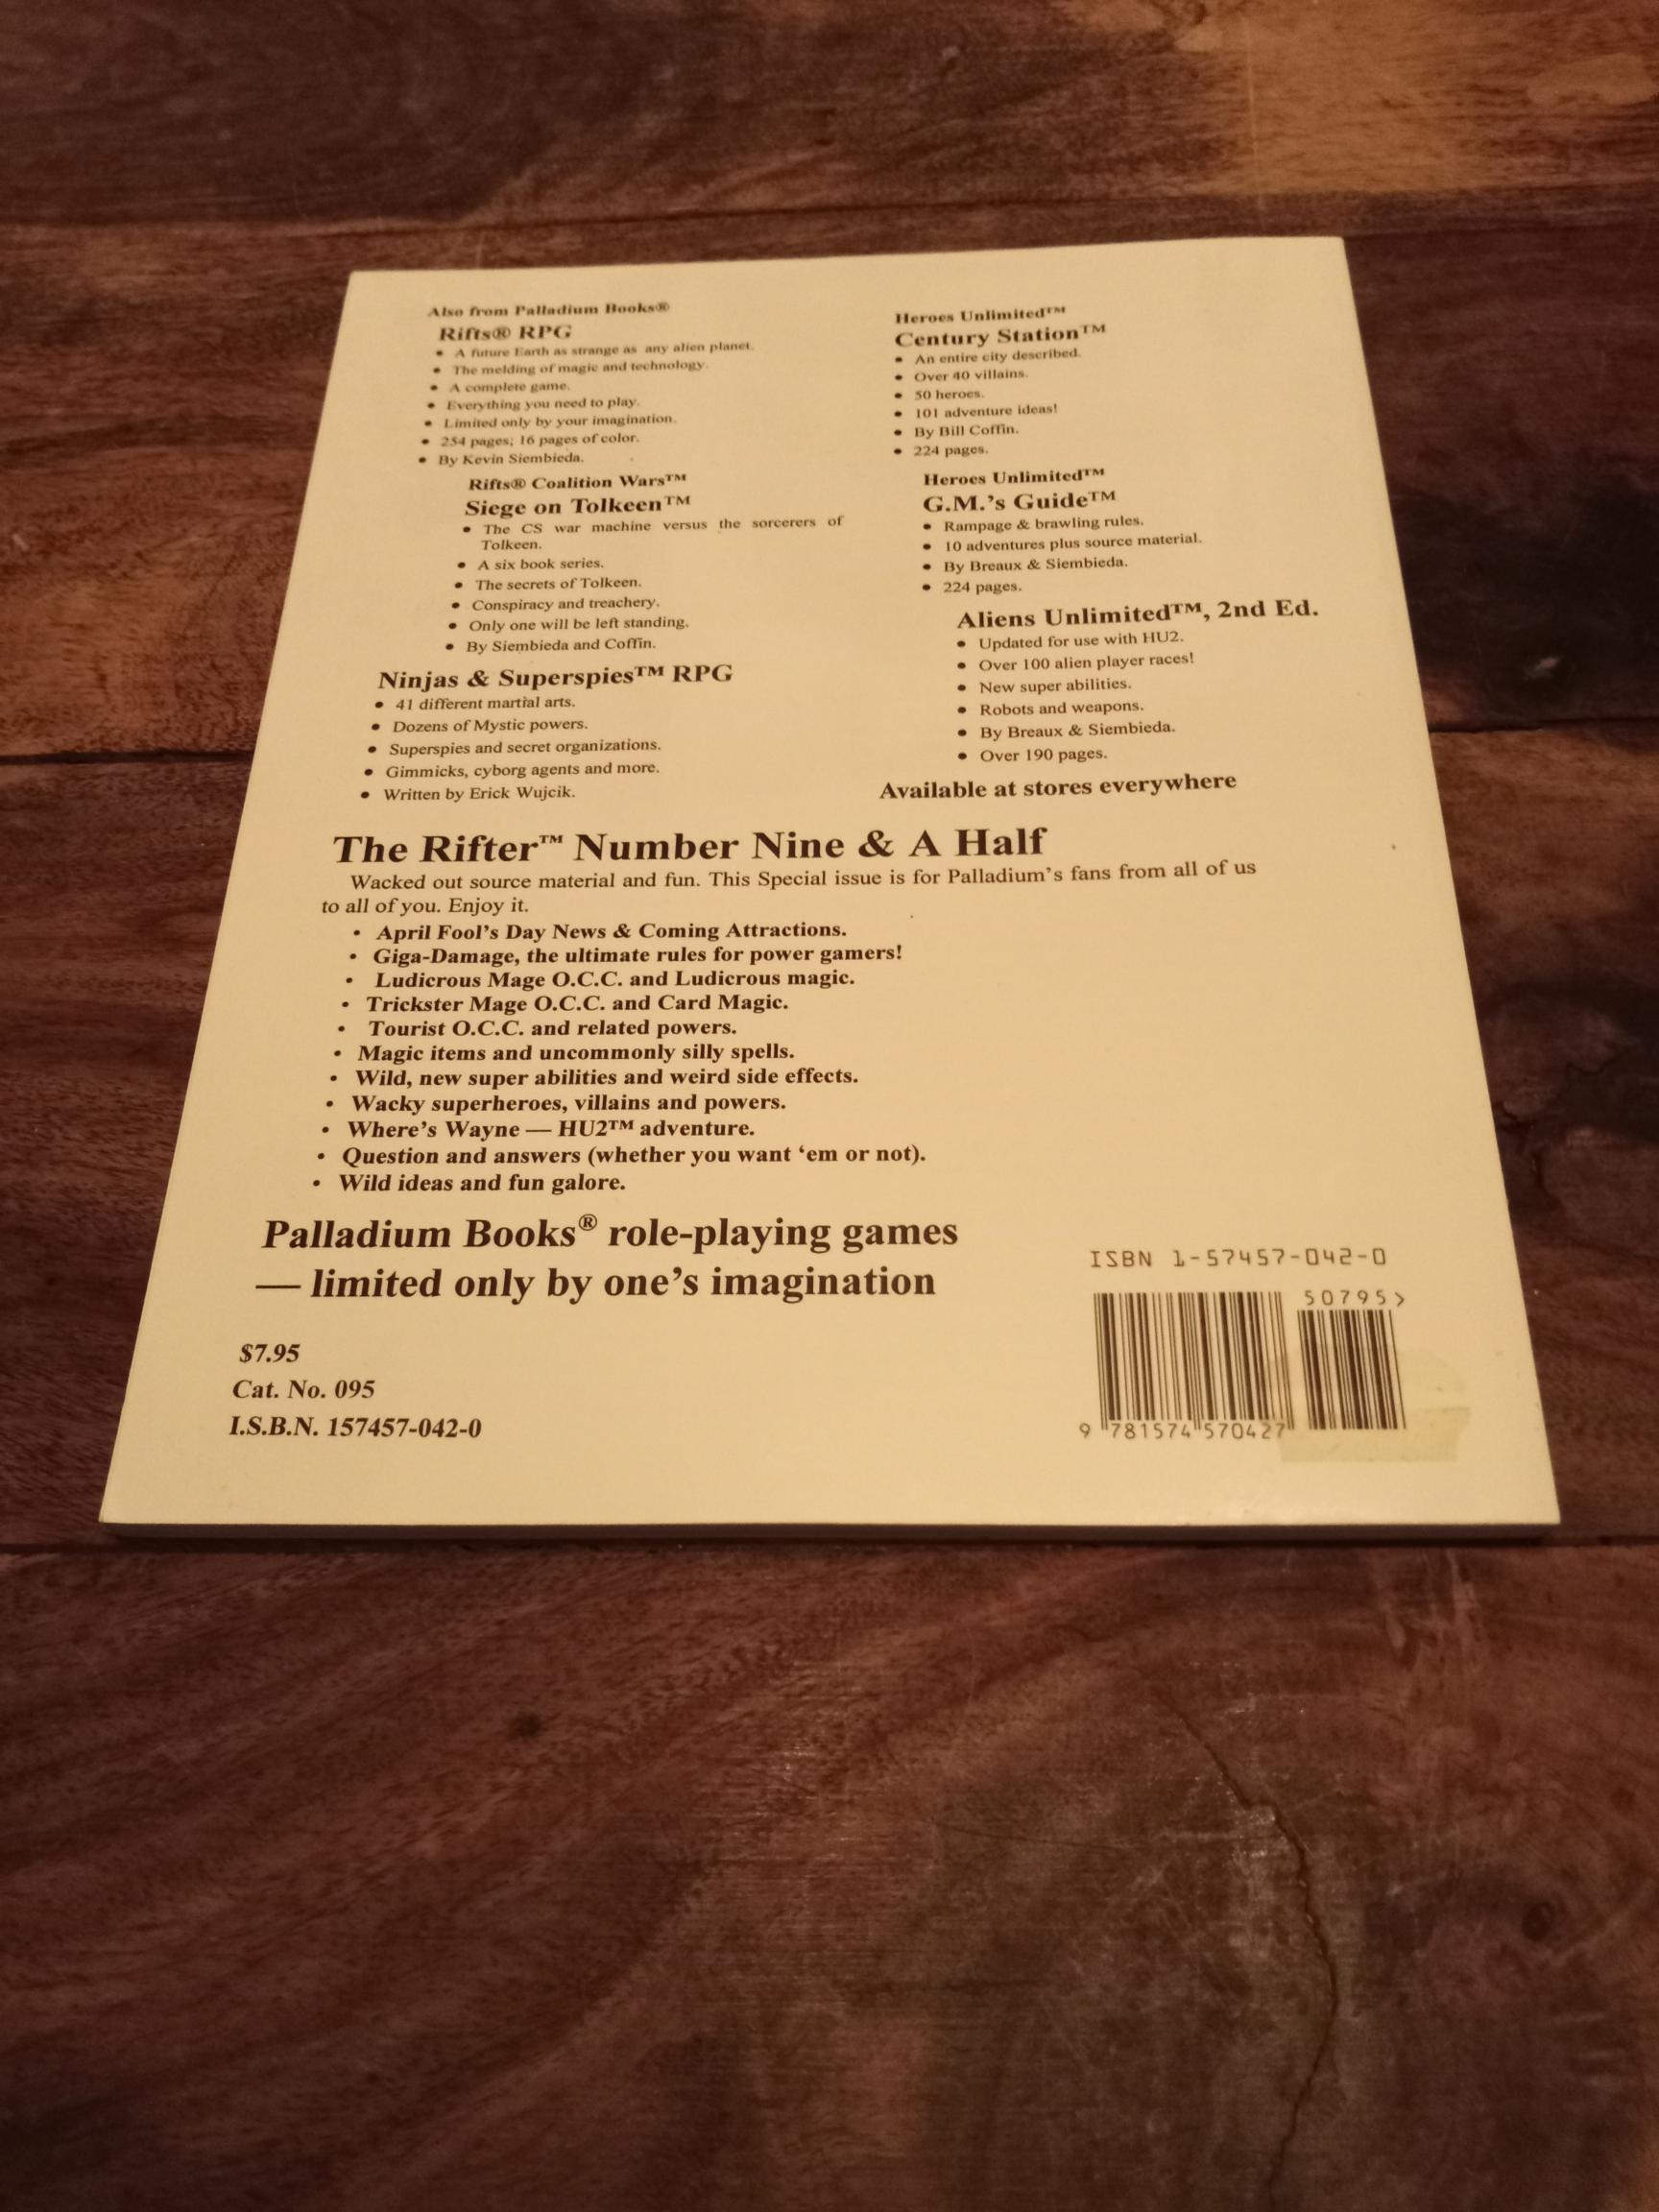 Also from Palladium Books®
Rifts® RPG
• A future Earth as strange as any alien planet.
• The melding of magic and technology.
• A complete game.
• Everything you need to play.
• Limited only by your imagination.
• 254 pages; 16 pages of color.
• By Kevin Siembieda.
Rifts® Coalition Wars™
Siege on Tolkeen™
• The CS war machine versus the sorcerers of
Tolkeen.
• A six book series.
• The secrets of Tolkeen.
• Conspiracy and treachery.
• Only one will be left standing.
• By Siembieda and Coffin.
Ninjas & Superspies™ RPG
• 41 different martial arts.
• Dozens of Mystic powers.
• Superspies and secret organizations.
• Gimmicks, cyborg agents and more.
• Written by Erick Wujcik.
Heroes Unlimited™
Century Station™
• An entire city described.
• Over 40 villains.
• 50 heroes.
• 101 adventure ideas!
• By Bill Coffin.
• 224 pages.
Heroes Unlimited™
G.M.'s Guide™
• Rampage & brawling rules.
• 10 adventures plus source material.
• By Breaux & Siembieda.
• 224 pages.
Aliens Unlimited™, 2nd Ed.
• Updated for use with HU2.
• Over 100 alien player races!
• New super abilities.
• Robots and weapons.
• By Breaux & Siembieda.
• Over 190 pages.
Available at stores everywhere
The Rifter™ Number Nine & A Half
Wacked out source material and fun. This Special issue is for Palladium's fans from all of us
to all of you. Enjoy it.
• April Fool's Day News & Coming Attractions.
• Giga-Damage, the ultimate rules for power gamers!
• Ludicrous Mage O.C.C. and Ludicrous magic.
• Trickster Mage O.C.C. and Card Magic.
• Tourist O.C.C. and related powers.
• Magic items and uncommonly silly spells.
• Wild, new super abilities and weird side effects.
• Wacky superheroes, villains and powers.
• Where's Wayne — HU2™ adventure.
• Question and answers (whether you want 'em or not).
• Wild ideas and fun galore.
Palladium Books® role-playing games
— limited only by one's imagination
$7.95
Cat. No. 095
I.S.B.N. 157457-042-0
ISBN 1-57457-042-0
50795>
9 781574 570427